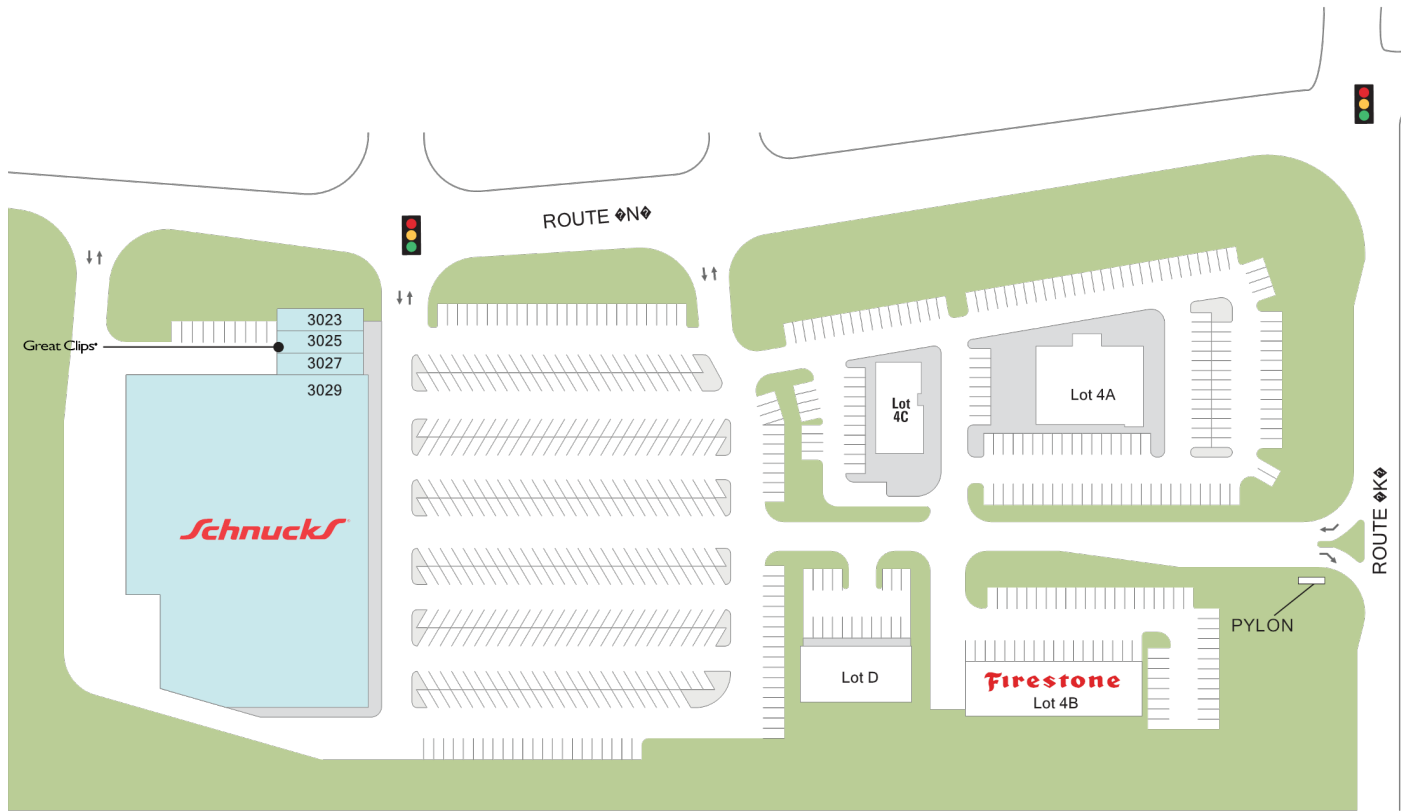 ROUTE �N�
3023
3025
Great Clips•
3027
3029
Lot 4A
Lot
4C
Schnucks
ROUTE �K�
PYLON
Lot D
Firestone
Lot 4B